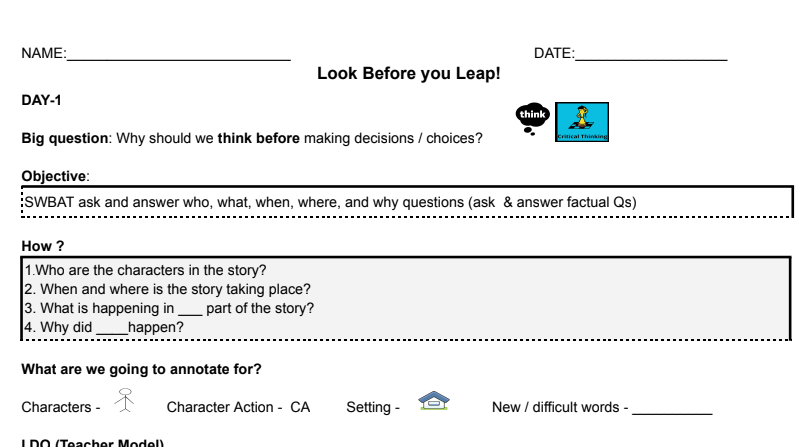 NAME:____________________________ DATE:___________________
Look Before you Leap!
DAY-1
think
Critical Thinking
Big question: Why should we think before making decisions / choices?
Objective:
SWBAT ask and answer who, what, when, where, and why questions (ask & answer factual Qs)
How ?
1.Who are the characters in the story?
2. When and where is the story taking place?
3. What is happening in ___ part of the story?
4. Why did ____happen?
What are we going to annotate for?
Characters - Character Action - CA Setting - New / difficult words - __________
I DO (Teacher Model)